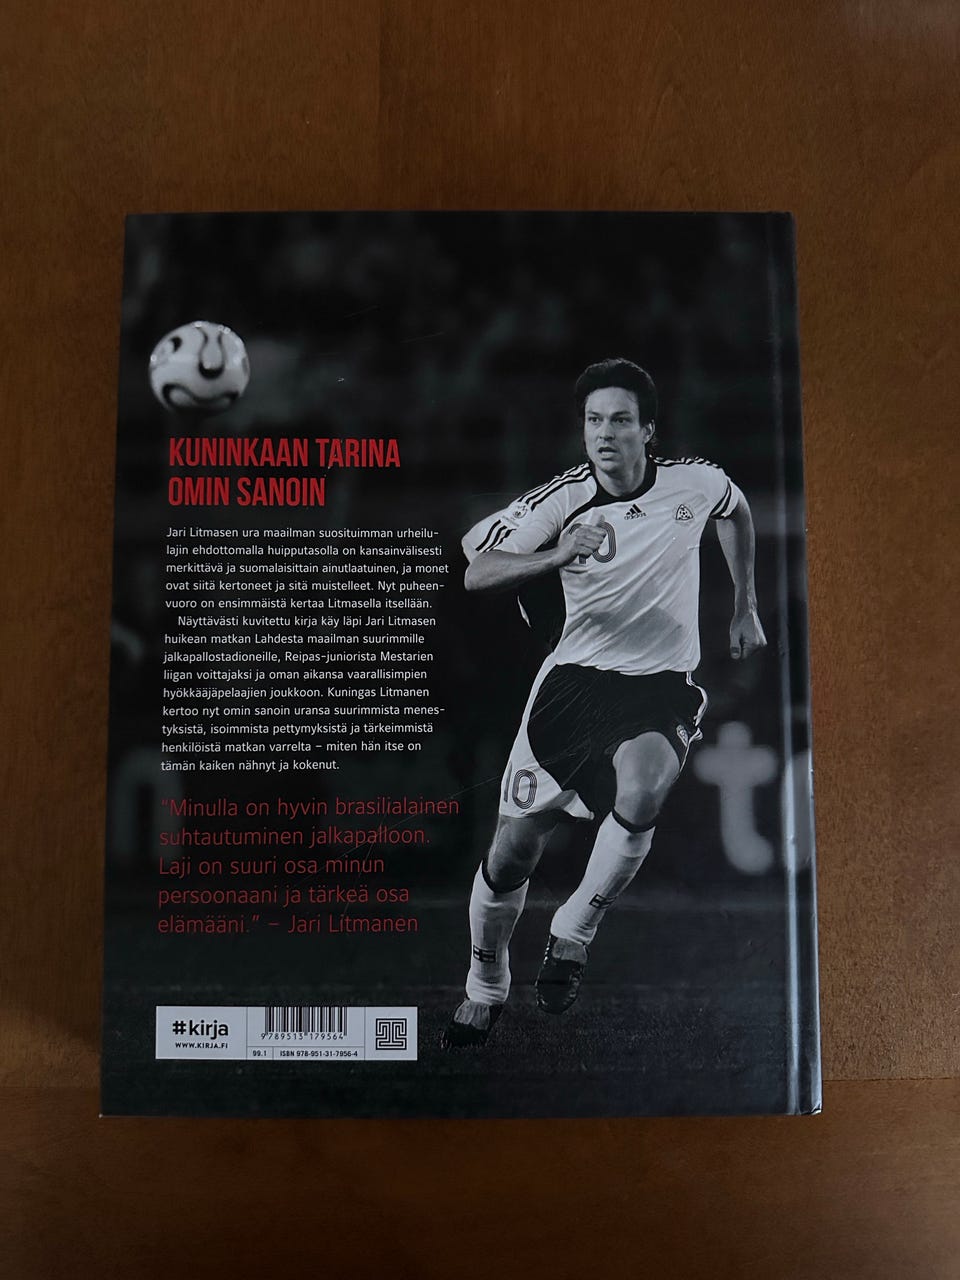 KUNINKAAN TARINA
OMIN SANOIN
Jari Litmasen ura maailman suosituimman urheilu-
lajin ehdottomalla huipputasolla on kansainvälisesti
merkittävä ja suomalaisittain ainutlaatuinen, ja monet
ovat siitä kertoneet ja sitä muistelleet. Nyt puheen-
vuoro on ensimmäistä kertaa Litmasella itsellään.
Näyttävästi kuvitettu kirja käy läpi Jari Litmasen
huikean matkan Lahdesta maailman suurimmille
jalkapallostadioneille, Reipas-juniorista Mestarien
liigan voittajaksi ja oman aikansa vaarallisimpien
hyökkääjäpelaajien joukkoon. Kuningas Litmanen
kertoo nyt omin sanoin uransa suurimmista menes-
tyksistä, isoimmista pettymyksistä ja tärkeimmistä
henkilöistä matkan varrelta – miten hän itse on
tämän kaiken nähnyt ja kokenut.
"Minulla on hyvin brasilialainen
suhtautuminen jalkapalloon.
Laji on suuri osa minun
persoonaani ja tärkeä osa
elämääni." – Jari Litmanen
adidas
10
10
t
#kirja
WWW.KIRJA.FI
9 789513 179564
99.1 ISBN 978-951-31-7956-4